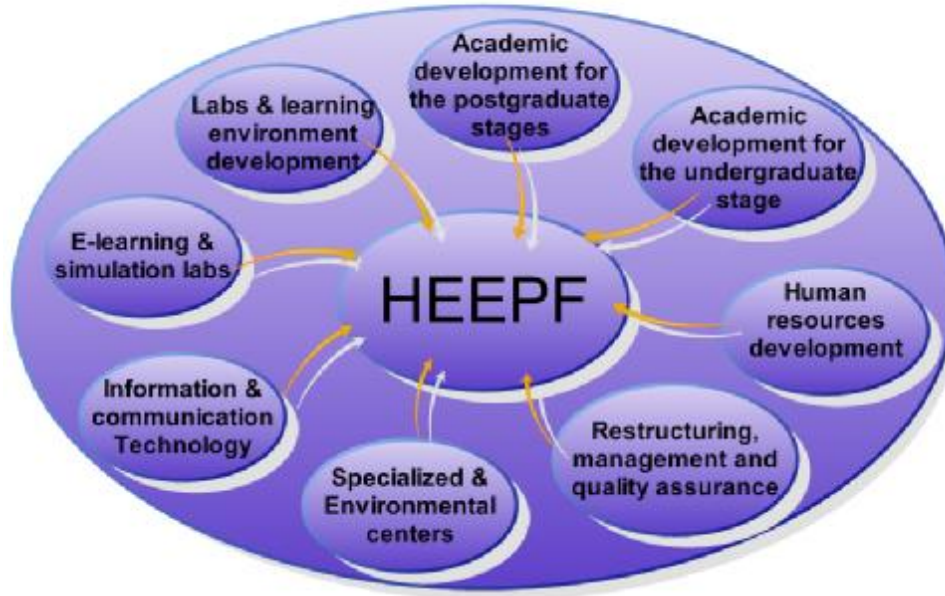 Academic
development for
the postgraduate
stages
Labs & learning
environment
development
Academic
development for
the undergraduate
stage
E-learning &
simulation labs
HEEPF
Human
resources
development
Information &
communication
Technology
Restructuring,
management and
quality assurance
Specialized &
Environmental
centers